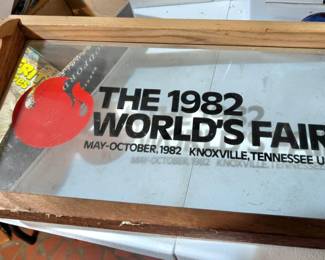 THE 1982
WORLD'S FAIR
MAY-OCTOBER, 1982 KNOXVILLE, TENNESSEE U